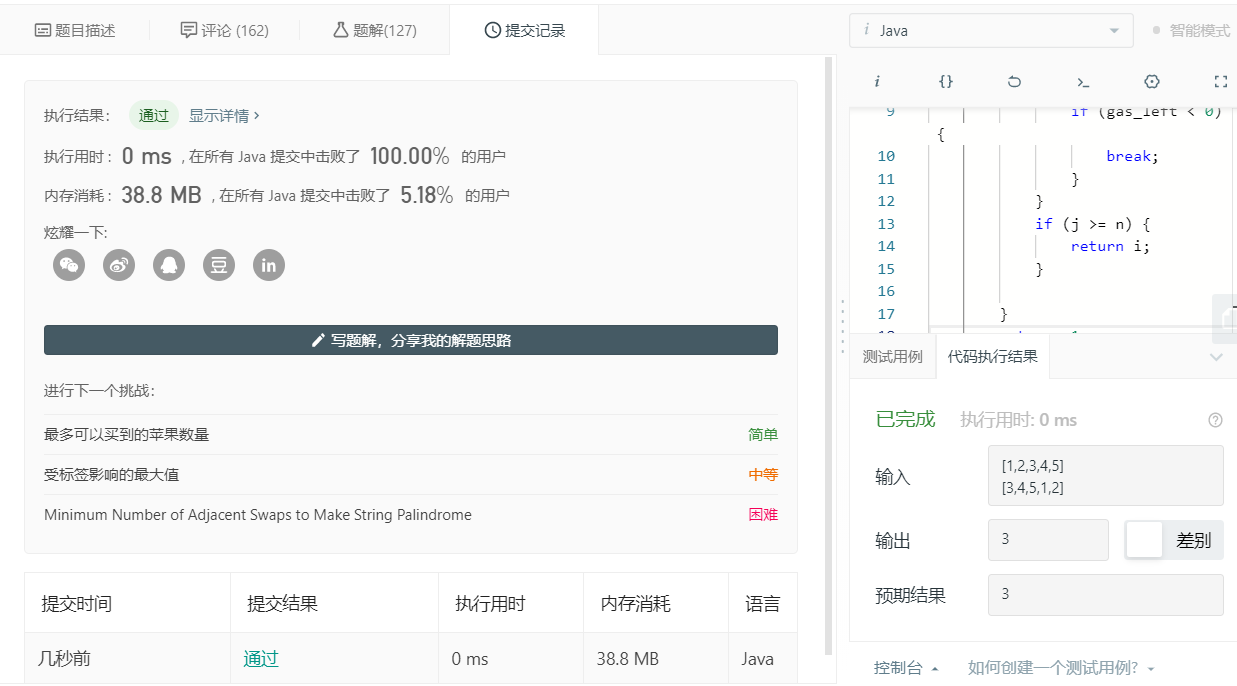 题目描述
评论 (162)
题解(127)
提交记录
执行结果：
通过
显示详情 ›
执行用时： 0 ms , 在所有 Java 提交中击败了 100.00% 的用户
内存消耗： 38.8 MB , 在所有 Java 提交中击败了 5.18% 的用户
炫耀一下:
写题解，分享我的解题思路
进行下一个挑战：
最多可以买到的苹果数量 简单
受标签影响的最大值 中等
Minimum Number of Adjacent Swaps to Make String Palindrome 困难
提交时间 提交结果 执行用时 内存消耗 语言
几秒前 通过 0 ms 38.8 MB Java
i Java 智能模式
9 if (gas_left < 0)
{
10 break;
11 }
12 }
13 if (j >= n) {
14 return i;
15 }
16
17 }
测试用例 代码执行结果
已完成 执行用时: 0 ms
输入
[1,2,3,4,5]
[3,4,5,1,2]
输出 3 差别
预期结果 3
控制台 如何创建一个测试用例?